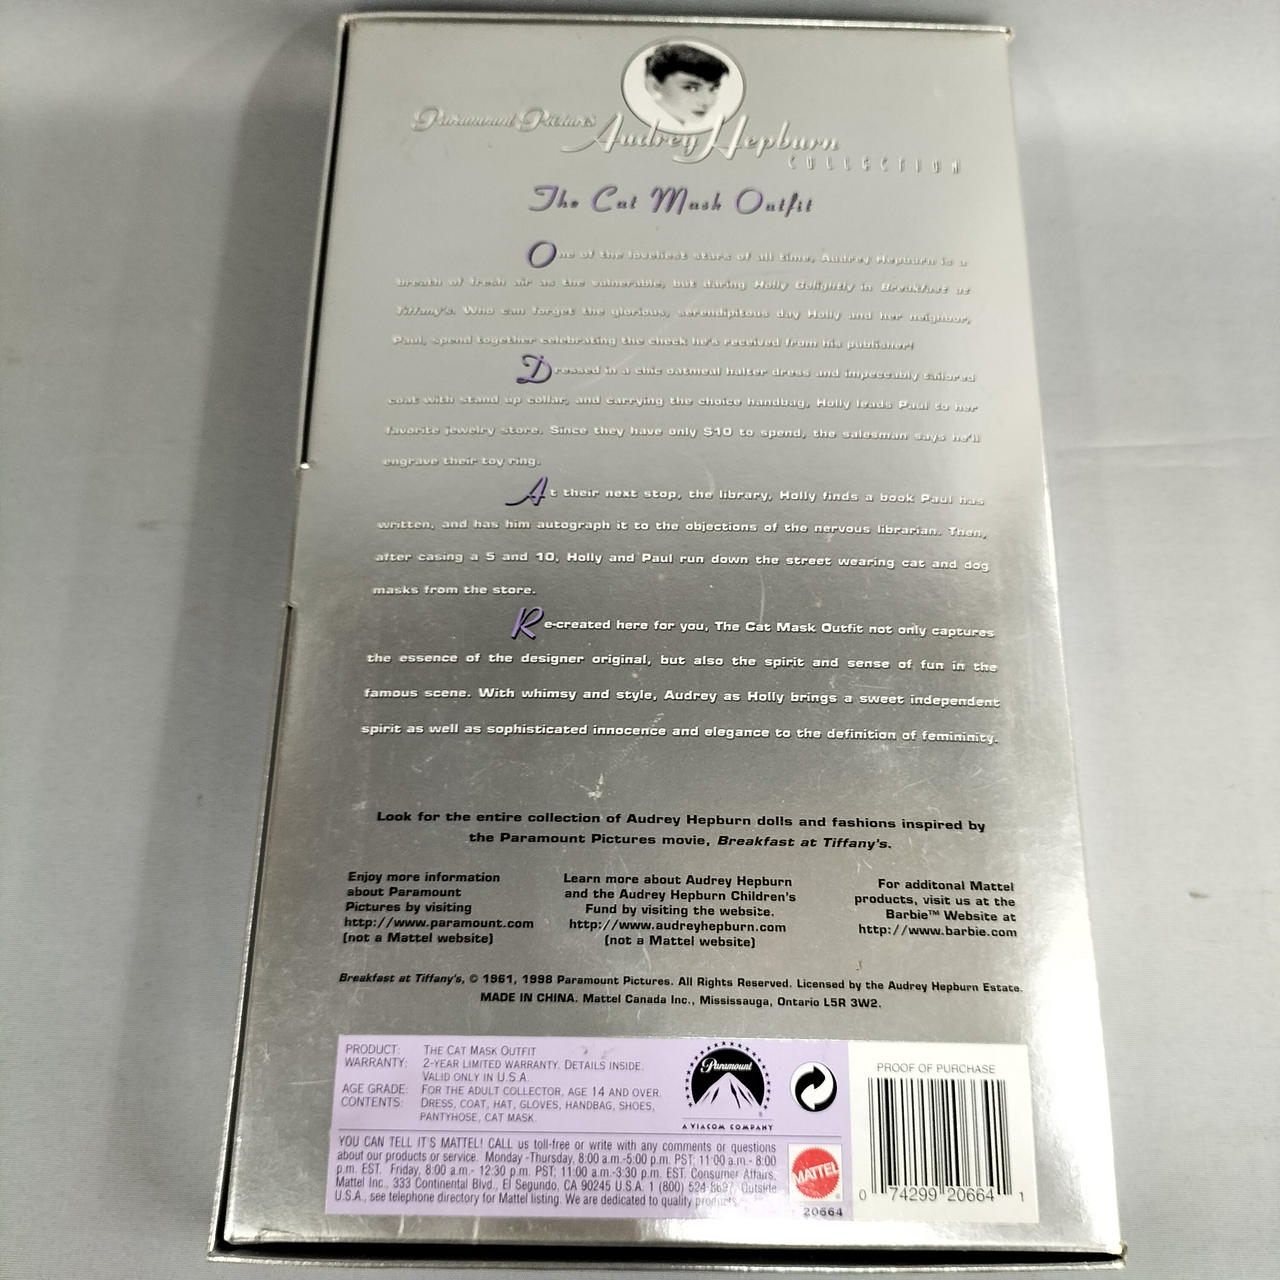 Paramount Pictures
Audrey Hepburn
COLLECTION
The Cat Mask Outfit
One of the loveliest stars of all time, Audrey Hepburn is a
breath of fresh air as the vulnerable, but daring Holly Golightly in Breakfast at
Tiffany's. Who can forget the glorious, serendipitous day Holly and her neighbor,
Paul, spend together celebrating the check he's received from his publisher!
Dressed in a chic oatmeal halter dress and impeccably tailored
coat with stand up collar, and carrying the choice handbag, Holly leads Paul to her
favorite jewelry store. Since they have only $10 to spend, the salesman says he'll
engrave their toy ring.
At their next stop, the library, Holly finds a book Paul has
written, and has him autograph it to the objections of the nervous librarian. Then,
after casing a 5 and 10, Holly and Paul run down the street wearing cat and dog
masks from the store.
Re-created here for you, The Cat Mask Outfit not only captures
the essence of the designer original, but also the spirit and sense of fun in the
famous scene. With whimsy and style, Audrey as Holly brings a sweet independent
spirit as well as sophisticated innocence and elegance to the definition of femininity.
Look for the entire collection of Audrey Hepburn dolls and fashions inspired by
the Paramount Pictures movie, Breakfast at Tiffany's.
Enjoy more information
about Paramount
Pictures by visiting
http://www.paramount.com
(not a Mattel website)
Learn more about Audrey Hepburn
and the Audrey Hepburn Children's
Fund by visiting the website.
http://www.audreyhepburn.com
(not a Mattel website)
For additonal Mattel
products, visit us at the
Barbie™ Website at
http://www.barbie.com
Breakfast at Tiffany's, © 1961, 1998 Paramount Pictures. All Rights Reserved. Licensed by the Audrey Hepburn Estate.
MADE IN CHINA. Mattel Canada Inc., Mississauga, Ontario L5R 3W2.
PRODUCT: THE CAT MASK OUTFIT
WARRANTY: 2-YEAR LIMITED WARRANTY. DETAILS INSIDE.
VALID ONLY IN U.S.A.
AGE GRADE: FOR THE ADULT COLLECTOR, AGE 14 AND OVER.
CONTENTS: DRESS, COAT, HAT, GLOVES, HANDBAG, SHOES,
PANTYHOSE, CAT MASK.
Paramount
®
A VIACOM COMPANY
YOU CAN TELL IT'S MATTEL! CALL us toll-free or write with any comments or questions
about our products or service. Monday -Thursday, 8:00 a.m.-5:00 p.m. PST; 11:00 a.m.- 8:00
p.m. EST. Friday, 8:00 a.m.- 12:30 p.m. PST; 11:00 a.m.-3:30 p.m. EST. Consumer Affairs,
Mattel Inc., 333 Continental Blvd., El Segundo, CA 90245 U.S.A. 1 (800) 524-8697. Outside
U.S.A., see telephone directory for Mattel listing. We are dedicated to quality products.
MATTEL
®
20664
PROOF OF PURCHASE
0 74299 20664 1